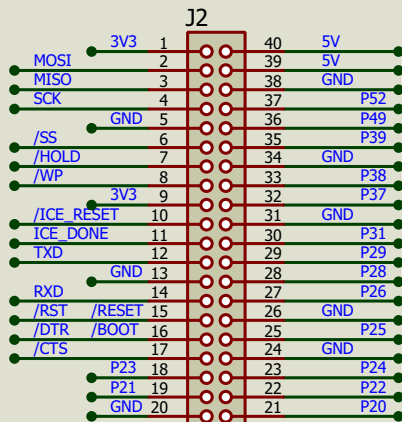 J2
3V3 1 40 5V
MOSI 2 39 5V
MISO 3 38 GND
SCK 4 37 P52
GND 5 36 P49
/SS 6 35 P39
/HOLD 7 34 GND
/WP 8 33 P38
3V3 9 32 P37
/ICE_RESET 10 31 GND
ICE_DONE 11 30 P31
TXD 12 29 P29
GND 13 28 P28
RXD 14 27 P26
/RST /RESET 15 26 GND
/DTR /BOOT 16 25 P25
/CTS 17 24 GND
P23 18 23 P24
P21 19 22 P22
GND 20 21 P20